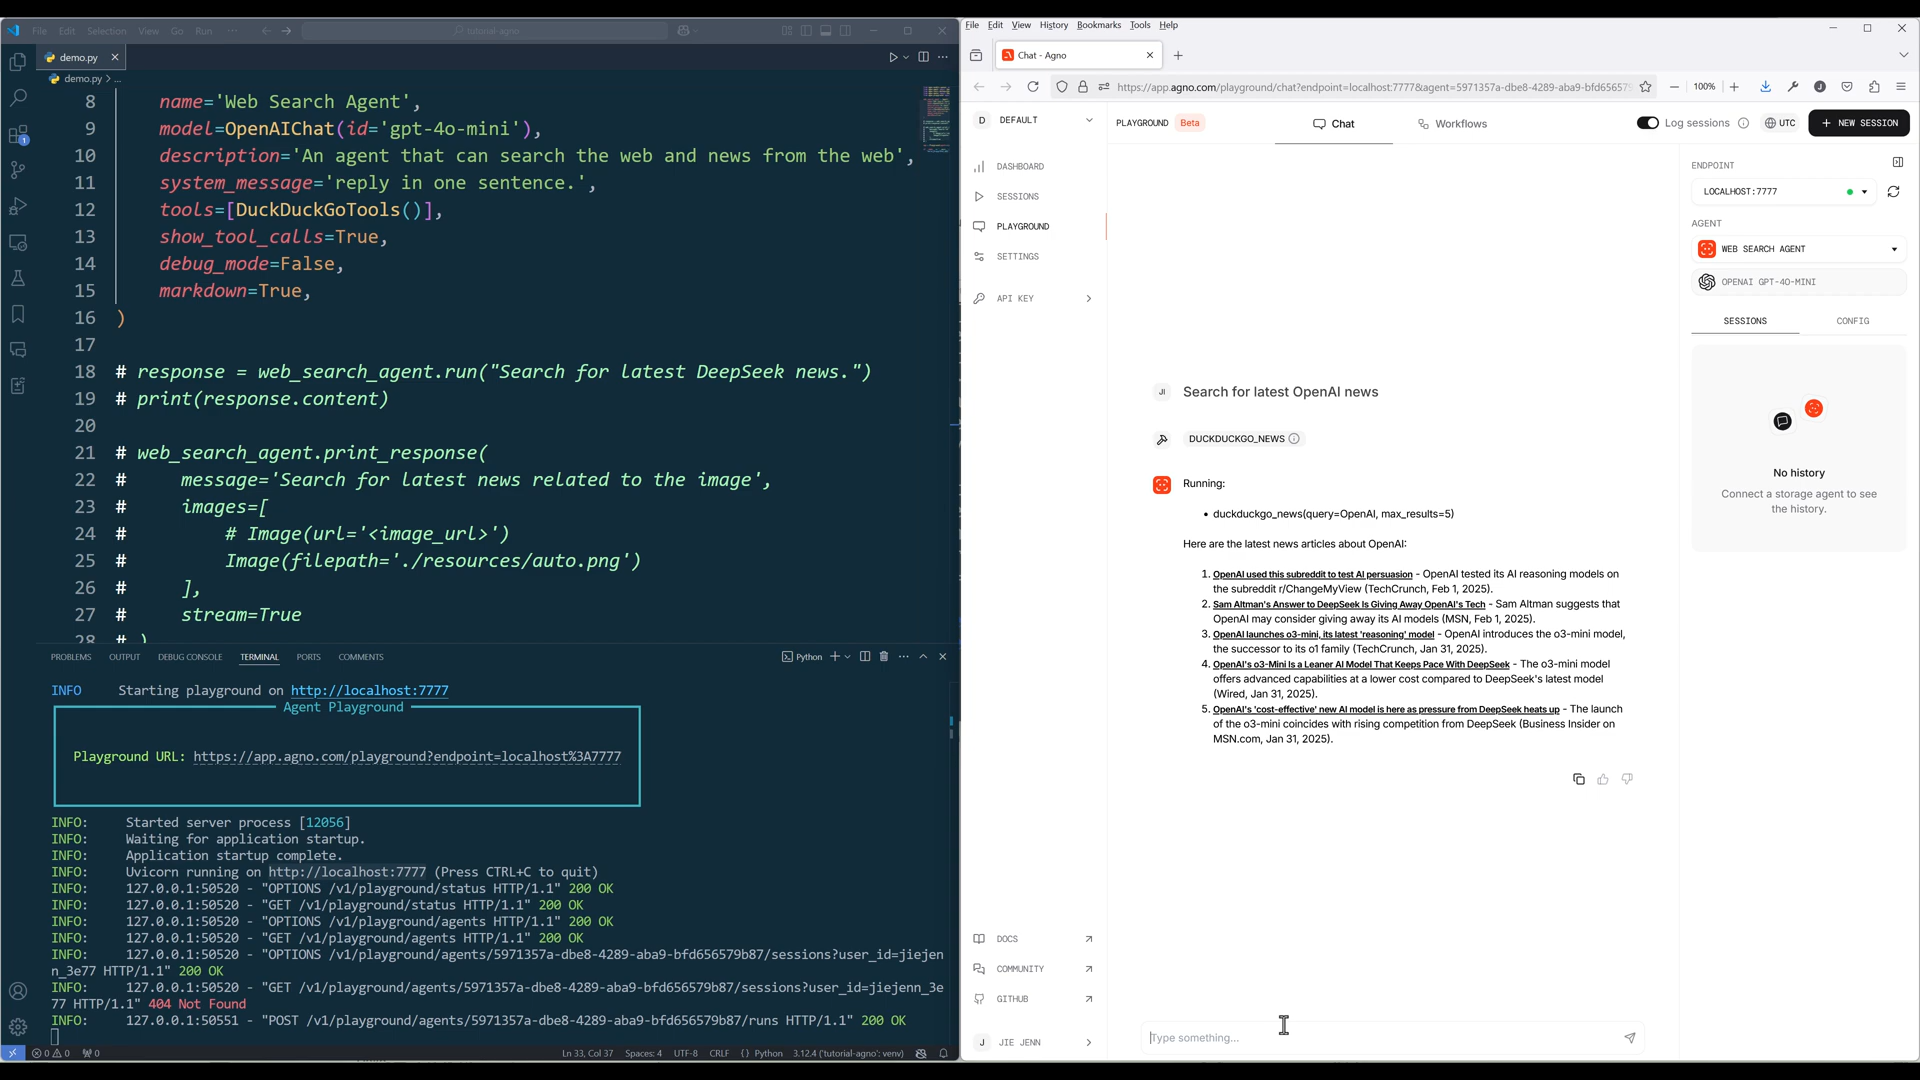 File Edit Selection View Go Run ···
tutorial-agno
demo.py
demo.py > ...
8 name='Web Search Agent',
9 model=OpenAIChat(id='gpt-4o-mini'),
10 description='An agent that can search the web and news from the web',
11 system_message='reply in one sentence.',
12 tools=[DuckDuckGoTools()],
13 show_tool_calls=True,
14 debug_mode=False,
15 markdown=True,
16 )
17
18 # response = web_search_agent.run("Search for latest DeepSeek news.")
19 # print(response.content)
20
21 # web_search_agent.print_response(
22 # message='Search for latest news related to the image',
23 # images=[
24 # # Image(url='<image_url>')
25 # Image(filepath='./resources/auto.png')
26 # ],
27 # stream=True
28 # )
PROBLEMS OUTPUT DEBUG CONSOLE TERMINAL PORTS COMMENTS
Python
INFO Starting playground on http://localhost:7777
Agent Playground
Playground URL: https://app.agno.com/playground?endpoint=localhost%3A7777
INFO: Started server process [12056]
INFO: Waiting for application startup.
INFO: Application startup complete.
INFO: Uvicorn running on http://localhost:7777 (Press CTRL+C to quit)
INFO: 127.0.0.1:50520 - "OPTIONS /v1/playground/status HTTP/1.1" 200 OK
INFO: 127.0.0.1:50520 - "GET /v1/playground/status HTTP/1.1" 200 OK
INFO: 127.0.0.1:50520 - "OPTIONS /v1/playground/agents HTTP/1.1" 200 OK
INFO: 127.0.0.1:50520 - "GET /v1/playground/agents HTTP/1.1" 200 OK
INFO: 127.0.0.1:50520 - "OPTIONS /v1/playground/agents/5971357a-dbe8-4289-aba9-bfd656579b87/sessions?user_id=jiejen
n_3e77 HTTP/1.1" 200 OK
INFO: 127.0.0.1:50520 - "GET /v1/playground/agents/5971357a-dbe8-4289-aba9-bfd656579b87/sessions?user_id=jiejenn_3e
77 HTTP/1.1" 404 Not Found
INFO: 127.0.0.1:50551 - "POST /v1/playground/agents/5971357a-dbe8-4289-aba9-bfd656579b87/runs HTTP/1.1" 200 OK
0 0 0 Ln 33, Col 37 Spaces: 4 UTF-8 CRLF {} Python 3.12.4 ('tutorial-agno': venv)
File Edit View History Bookmarks Tools Help
Chat - Agno
https://app.agno.com/playground/chat?endpoint=localhost:7777&agent=5971357a-dbe8-4289-aba9-bfd656579
100%
D DEFAULT
PLAYGROUND Beta
Chat
Workflows
Log sessions
UTC
+ NEW SESSION
DASHBOARD
SESSIONS
PLAYGROUND
SETTINGS
API KEY
JI Search for latest OpenAI news
DUCKDUCKGO_NEWS
Running:
• duckduckgo_news(query=OpenAI, max_results=5)
Here are the latest news articles about OpenAI:
1. OpenAI used this subreddit to test AI persuasion - OpenAI tested its AI reasoning models on
the subreddit r/ChangeMyView (TechCrunch, Feb 1, 2025).
2. Sam Altman's Answer to DeepSeek Is Giving Away OpenAI's Tech - Sam Altman suggests that
OpenAI may consider giving away its AI models (MSN, Feb 1, 2025).
3. OpenAI launches o3-mini, its latest 'reasoning' model - OpenAI introduces the o3-mini model,
the successor to its o1 family (TechCrunch, Jan 31, 2025).
4. OpenAI's o3-Mini Is a Leaner AI Model That Keeps Pace With DeepSeek - The o3-mini model
offers advanced capabilities at a lower cost compared to DeepSeek's latest model
(Wired, Jan 31, 2025).
5. OpenAI's 'cost-effective' new AI model is here as pressure from DeepSeek heats up - The launch
of the o3-mini coincides with rising competition from DeepSeek (Business Insider on
MSN.com, Jan 31, 2025).
DOCS
COMMUNITY
GITHUB
J JIE JENN
Type something...
ENDPOINT
LOCALHOST:7777
AGENT
WEB SEARCH AGENT
OPENAI GPT-4O-MINI
SESSIONS CONFIG
No history
Connect a storage agent to see
the history.